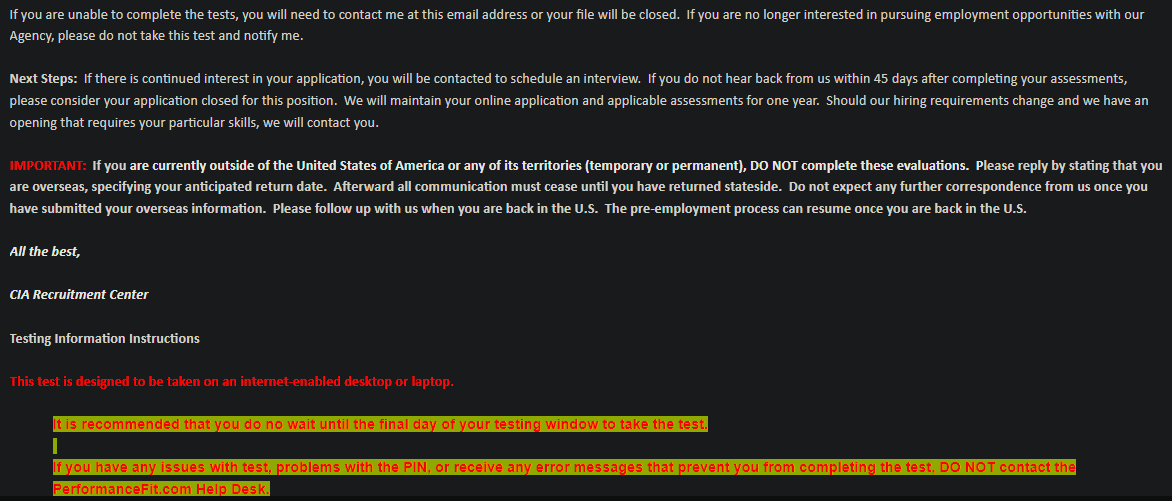 If you are unable to complete the tests, you will need to contact me at this email address or your file will be closed.  If you are no longer interested in pursuing employment opportunities with our
Agency, please do not take this test and notify me.
Next Steps:  If there is continued interest in your application, you will be contacted to schedule an interview.  If you do not hear back from us within 45 days after completing your assessments,
please consider your application closed for this position.  We will maintain your online application and applicable assessments for one year.  Should our hiring requirements change and we have an
opening that requires your particular skills, we will contact you.
IMPORTANT:  If you are currently outside of the United States of America or any of its territories (temporary or permanent), DO NOT complete these evaluations.  Please reply by stating that you
are overseas, specifying your anticipated return date.  Afterward all communication must cease until you have returned stateside.  Do not expect any further correspondence from us once you
have submitted your overseas information.  Please follow up with us when you are back in the U.S.  The pre-employment process can resume once you are back in the U.S.
All the best,
CIA Recruitment Center
Testing Information Instructions
This test is designed to be taken on an internet-enabled desktop or laptop.
It is recommended that you do no wait until the final day of your testing window to take the test.
If you have any issues with test, problems with the PIN, or receive any error messages that prevent you from completing the test, DO NOT contact the
PerformanceFit.com Help Desk.